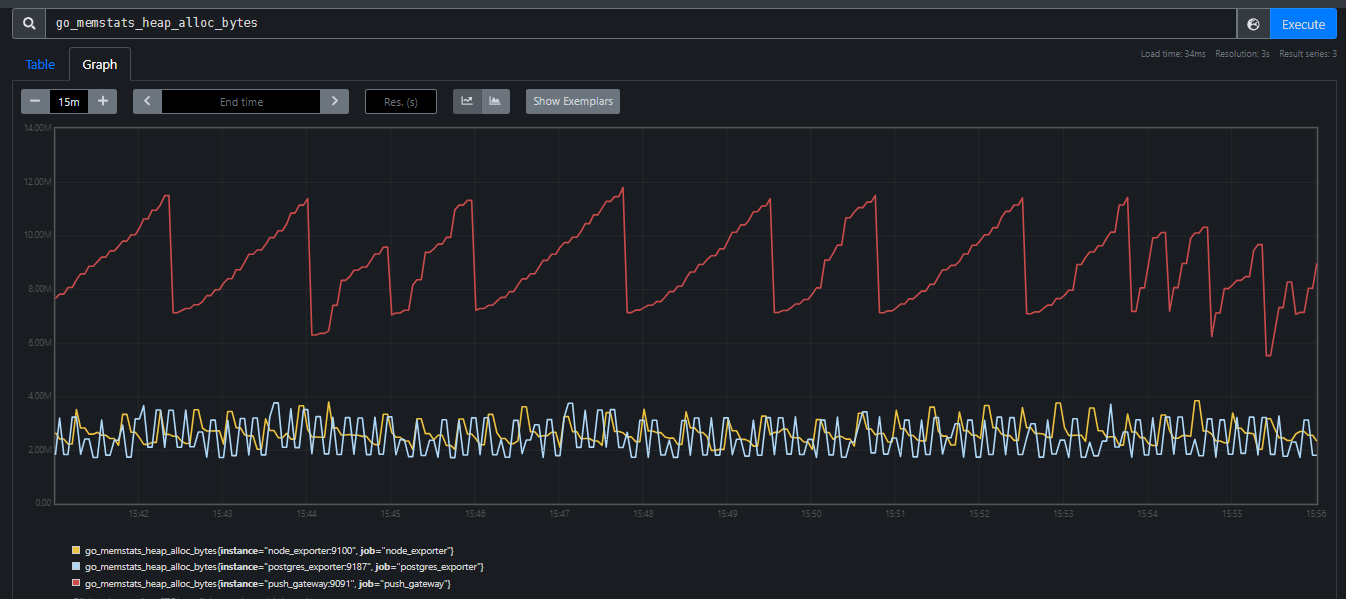 go_memstats_heap_alloc_bytes Execute
Load time: 34ms Resolution: 3s Result series: 3
Table Graph
15m End time Res. (s) Show Exemplars
14.00M
12.00M
10.00M
8.00M
6.00M
4.00M
2.00M
0.00
15:42 15:43 15:44 15:45 15:46 15:47 15:48 15:49 15:50 15:51 15:52 15:53 15:54 15:55 15:56
go_memstats_heap_alloc_bytes{instance="node_exporter:9100", job="node_exporter"}
go_memstats_heap_alloc_bytes{instance="postgres_exporter:9187", job="postgres_exporter"}
go_memstats_heap_alloc_bytes{instance="push_gateway:9091", job="push_gateway"}